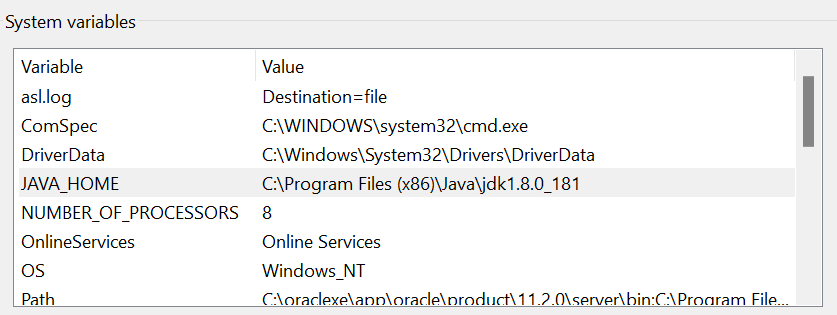 System variables
Variable Value
asl.log Destination=file
ComSpec C:\WINDOWS\system32\cmd.exe
DriverData C:\Windows\System32\Drivers\DriverData
JAVA_HOME C:\Program Files (x86)\Java\jdk1.8.0_181
NUMBER_OF_PROCESSORS 8
OnlineServices Online Services
OS Windows_NT
Path C:\oraclexe\app\oracle\product\11.2.0\server\bin;C:\Program File...